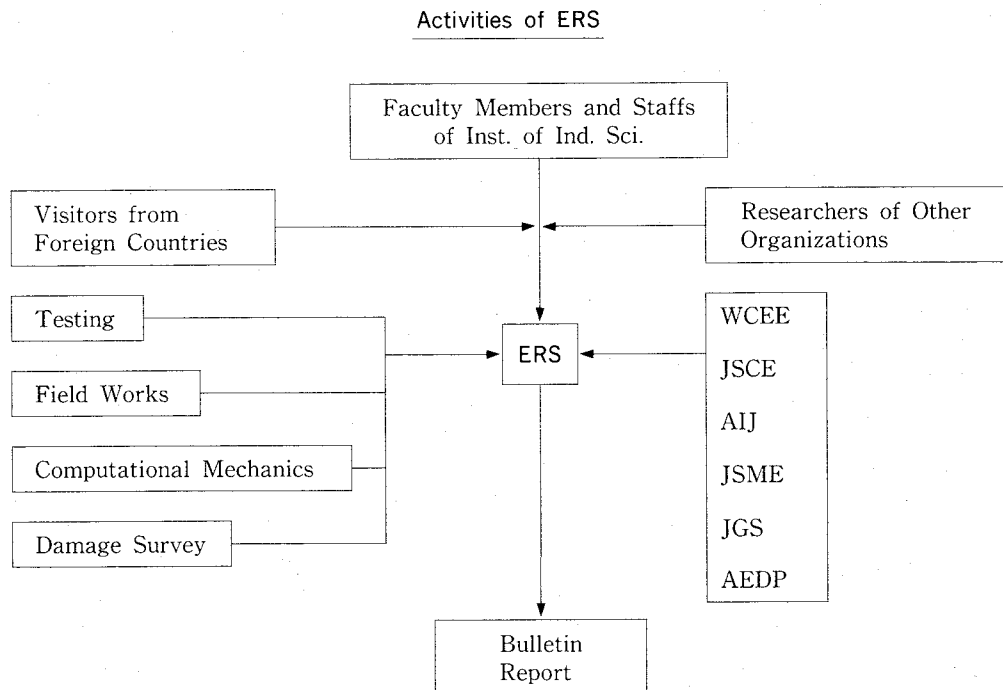 Activities of ERS
Faculty Members and Staffs
of Inst. of Ind. Sci.
Visitors from
Foreign Countries
Researchers of Other
Organizations
Testing
Field Works
Computational Mechanics
Damage Survey
ERS
WCEE
JSCE
AIJ
JSME
JGS
AEDP
Bulletin
Report